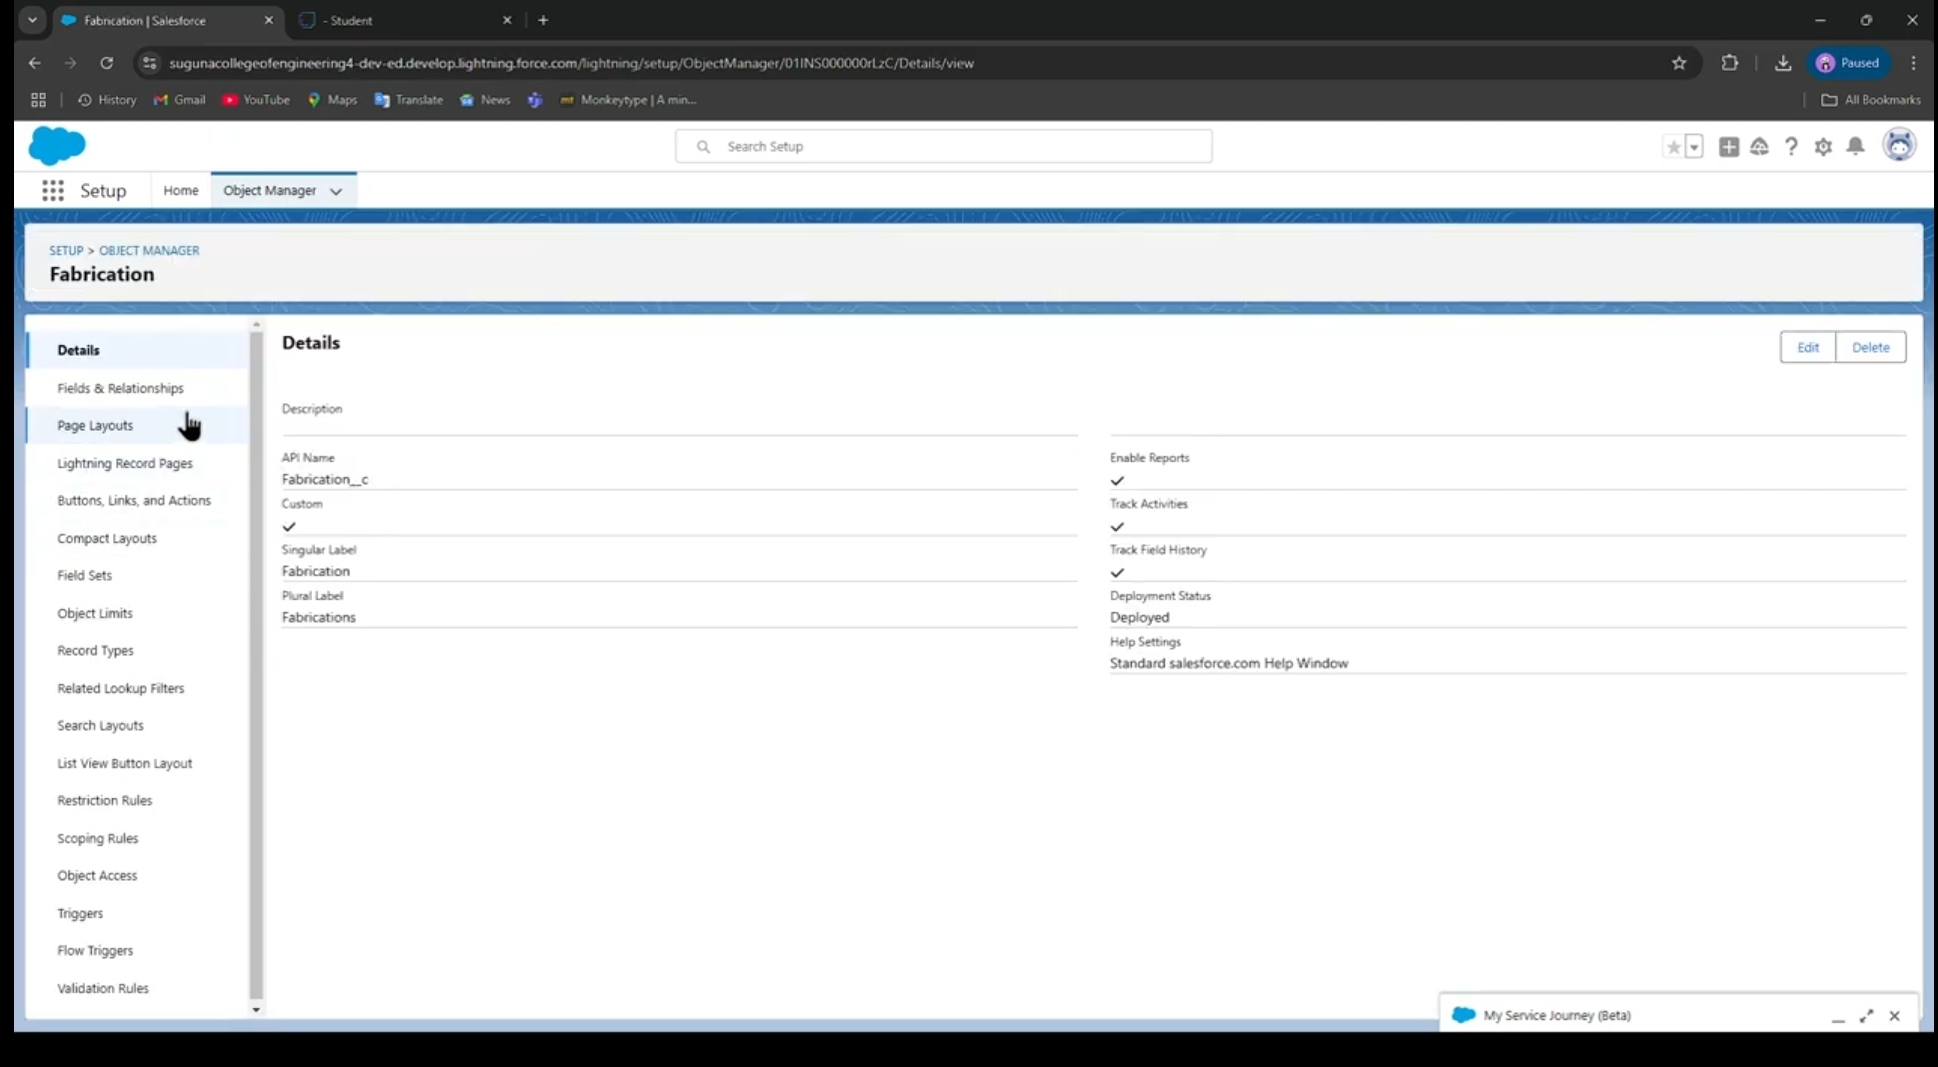 Fabrication | Salesforce
- Student
sugunacollegeofengineering4-dev-ed.develop.lightning.force.com/lightning/setup/ObjectManager/01INS000000rLzC/Details/view
Paused
History
Gmail
YouTube
Maps
Translate
News
Monkeytype | A min...
All Bookmarks
Search Setup
Setup
Home
Object Manager
SETUP > OBJECT MANAGER
Fabrication
Details
Fields & Relationships
Page Layouts
Lightning Record Pages
Buttons, Links, and Actions
Compact Layouts
Field Sets
Object Limits
Record Types
Related Lookup Filters
Search Layouts
List View Button Layout
Restriction Rules
Scoping Rules
Object Access
Triggers
Flow Triggers
Validation Rules
Details
Edit
Delete
Description
API Name
Fabrication__c
Custom
Singular Label
Fabrication
Plural Label
Fabrications
Enable Reports
Track Activities
Track Field History
Deployment Status
Deployed
Help Settings
Standard salesforce.com Help Window
My Service Journey (Beta)